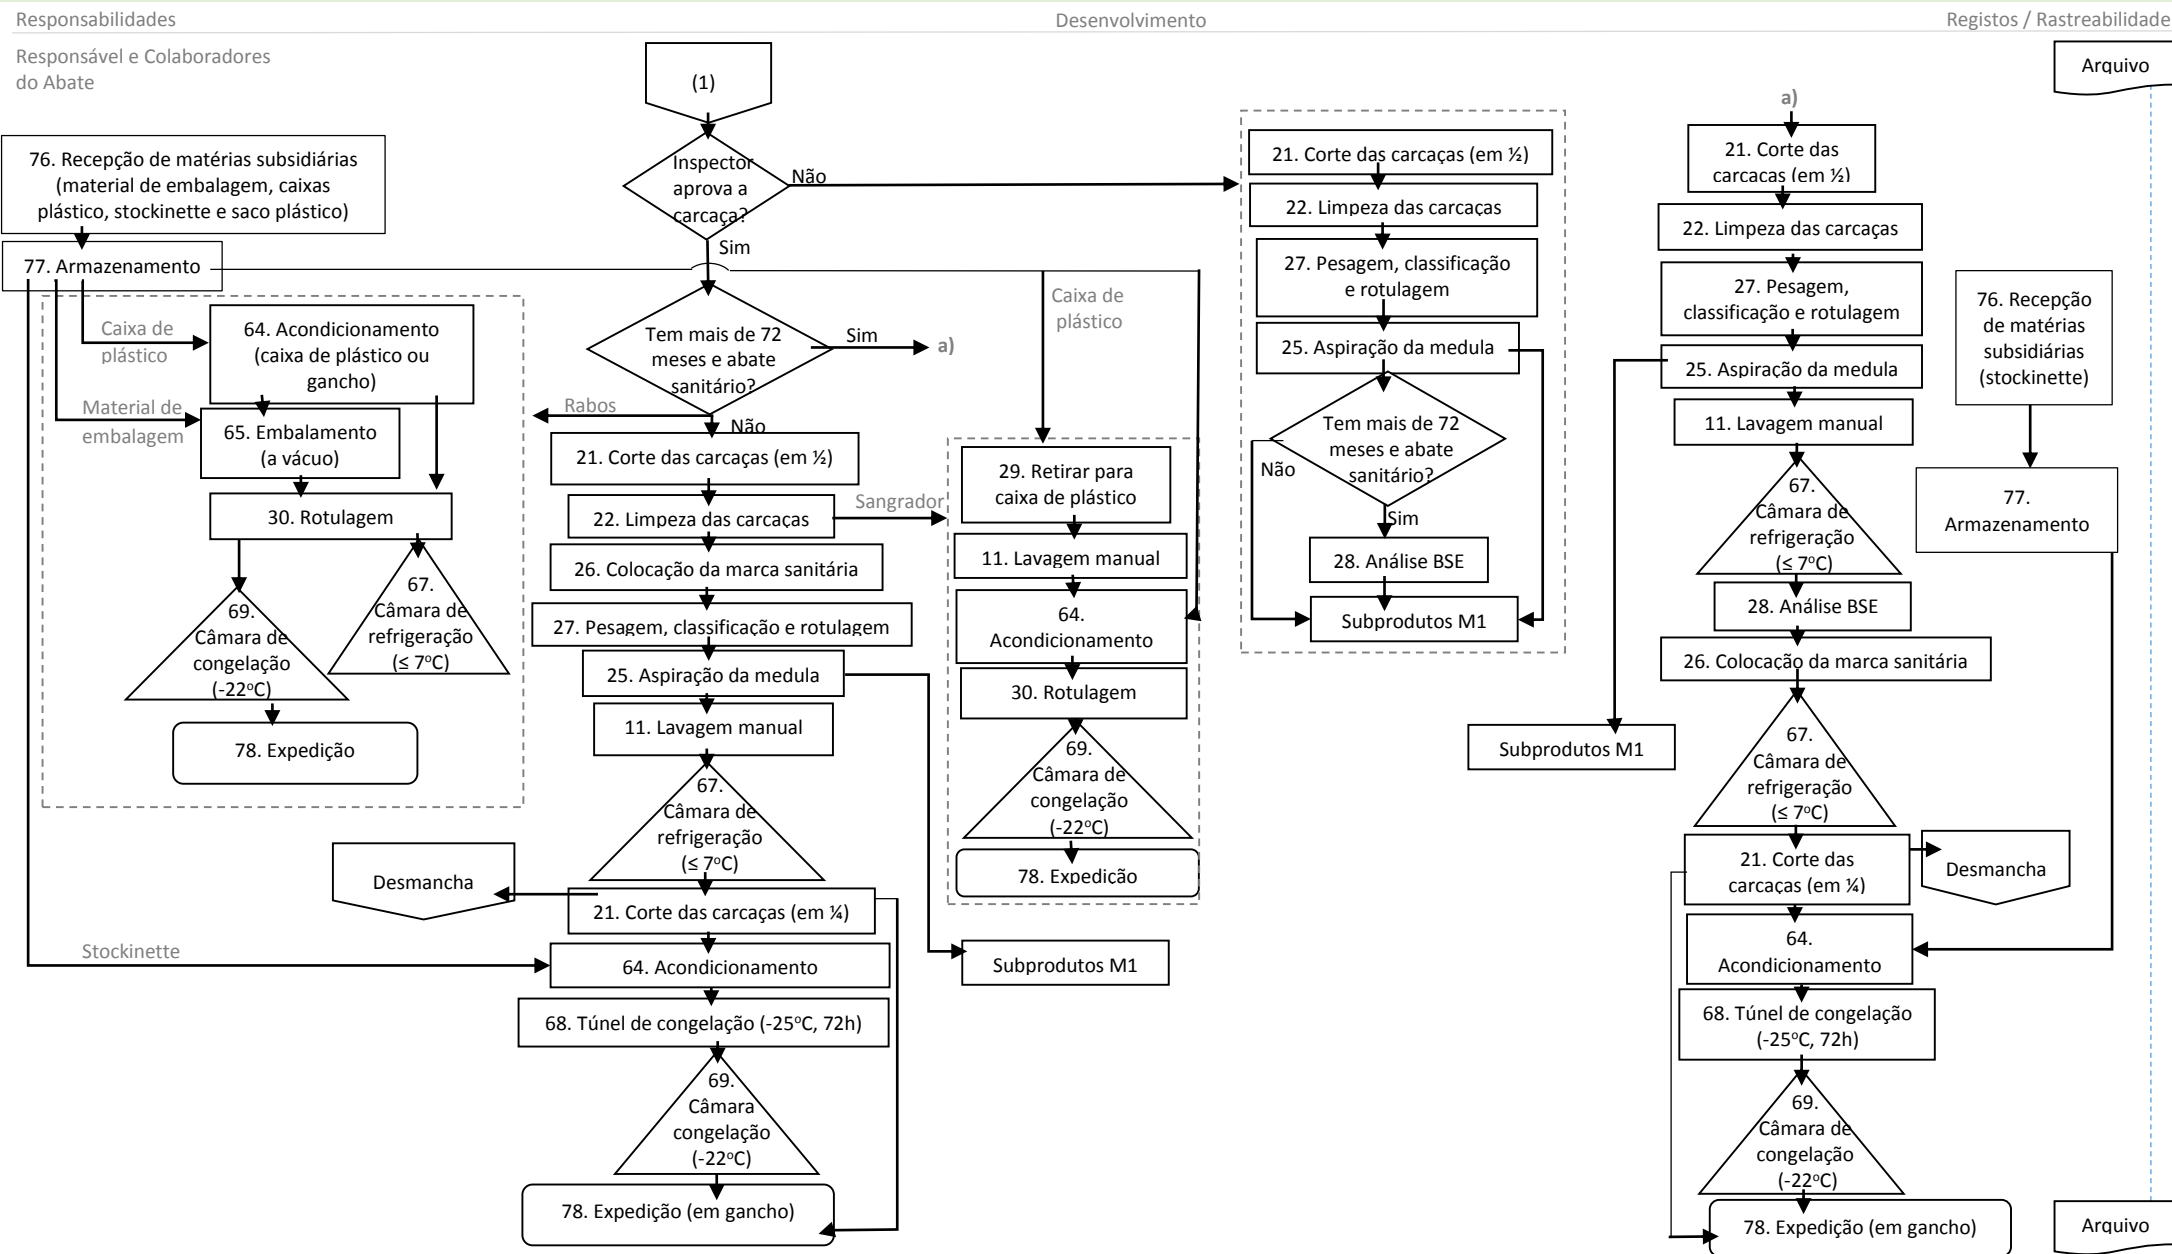 Responsabilidades
Desenvolvimento
Registos / Rastreabilidade
Responsável e Colaboradores
do Abate
Arquivo
(1)
Inspector
aprova a
carcaça?
Não
Sim
76. Recepção de matérias subsidiárias
(material de embalagem, caixas
plástico, stockinette e saco plástico)
77. Armazenamento
Caixa de
plástico
Material de
embalagem
64. Acondicionamento
(caixa de plástico ou
gancho)
65. Embalamento
(a vácuo)
30. Rotulagem
69.
Câmara de
congelação
(-22ºC)
67.
Câmara de
refrigeração
(≤ 7ºC)
78. Expedição
Stockinette
Tem mais de 72
meses e abate
sanitário?
Sim
a)
Rabos
Não
21. Corte das carcaças (em ½)
22. Limpeza das carcaças
Sangrador
26. Colocação da marca sanitária
27. Pesagem, classificação e rotulagem
25. Aspiração da medula
11. Lavagem manual
67.
Câmara de
refrigeração
(≤ 7ºC)
Desmancha
21. Corte das carcaças (em ¼)
64. Acondicionamento
68. Túnel de congelação (-25ºC, 72h)
69.
Câmara
congelação
(-22ºC)
78. Expedição (em gancho)
Caixa de
plástico
29. Retirar para
caixa de plástico
11. Lavagem manual
64.
Acondicionamento
30. Rotulagem
69.
Câmara de
congelação
(-22ºC)
78. Expedição
Subprodutos M1
21. Corte das carcaças (em ½)
22. Limpeza das carcaças
27. Pesagem, classificação
e rotulagem
25. Aspiração da medula
Tem mais de 72
meses e abate
sanitário?
Não
Sim
28. Análise BSE
Subprodutos M1
a)
21. Corte das
carcaças (em ½)
22. Limpeza das carcaças
27. Pesagem,
classificação e rotulagem
25. Aspiração da medula
11. Lavagem manual
67.
Câmara de
refrigeração
(≤ 7ºC)
28. Análise BSE
26. Colocação da marca sanitária
Subprodutos M1
67.
Câmara de
refrigeração
(≤ 7ºC)
21. Corte das
carcaças (em ¼)
Desmancha
64.
Acondicionamento
68. Túnel de congelação
(-25ºC, 72h)
69.
Câmara de
congelação
(-22ºC)
78. Expedição (em gancho)
76. Recepção
de matérias
subsidiárias
(stockinette)
77.
Armazenamento
Arquivo